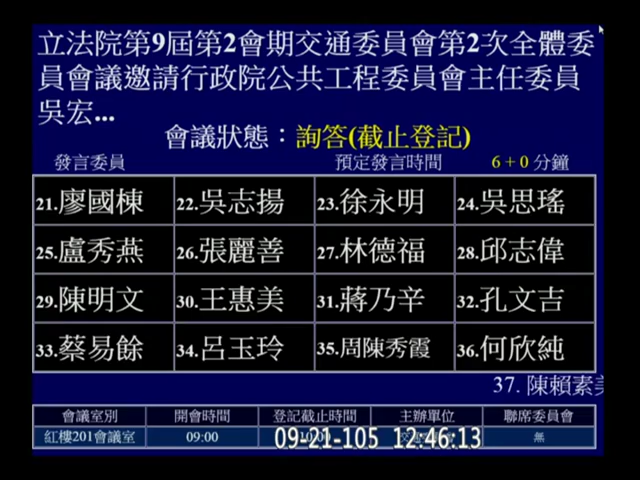 立法院第9屆第2會期交通委員會第2次全體委
員會議邀請行政院公共工程委員會主任委員
吳宏...
會議狀態：詢答(截止登記)
發言委員 預定發言時間 6 + 0 分鐘
21.廖國棟 22.吳志揚 23.徐永明 24.吳思瑤
25.盧秀燕 26.張麗善 27.林德福 28.邱志偉
29.陳明文 30.王惠美 31.蔣乃辛 32.孔文吉
33.蔡易餘 34.呂玉玲 35.周陳秀霞 36.何欣純
37. 陳賴素美
會議室別 開會時間 登記截止時間 主辦單位 聯席委員會
紅樓201會議室 09:00 無
09-21-105 12:46:13